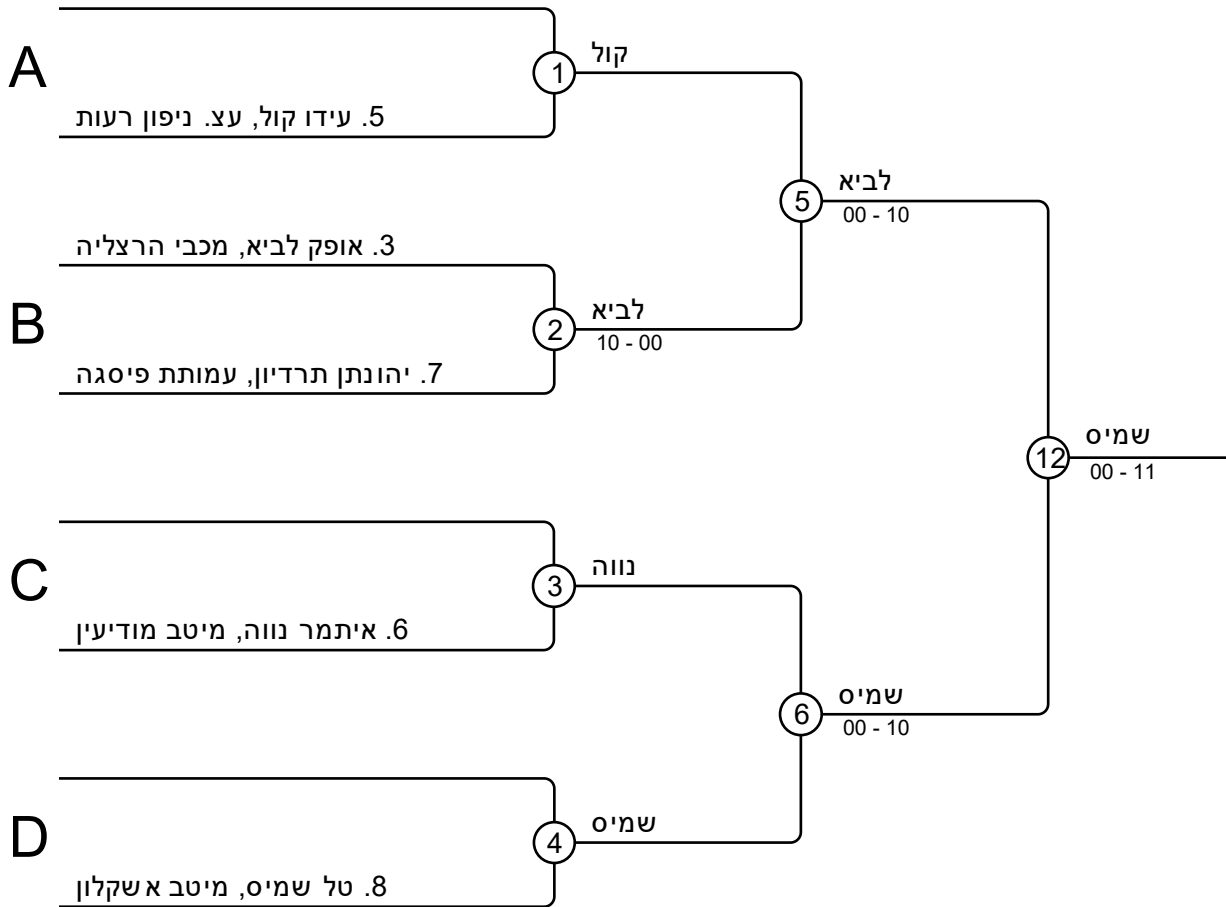 A
1
קול
5. עידו קול, עצ. ניפון רעות
5
לביא
00 - 10
3. אופק לביא, מכבי הרצליה
B
2
לביא
10 - 00
7. יהונתן תרדיון, עמותת פיסגה
12
שמיס
00 - 11
C
3
נווה
6. איתמר נווה, מיטב מודיעין
6
שמיס
00 - 10
D
4
שמיס
8. טל שמיס, מיטב אשקלון